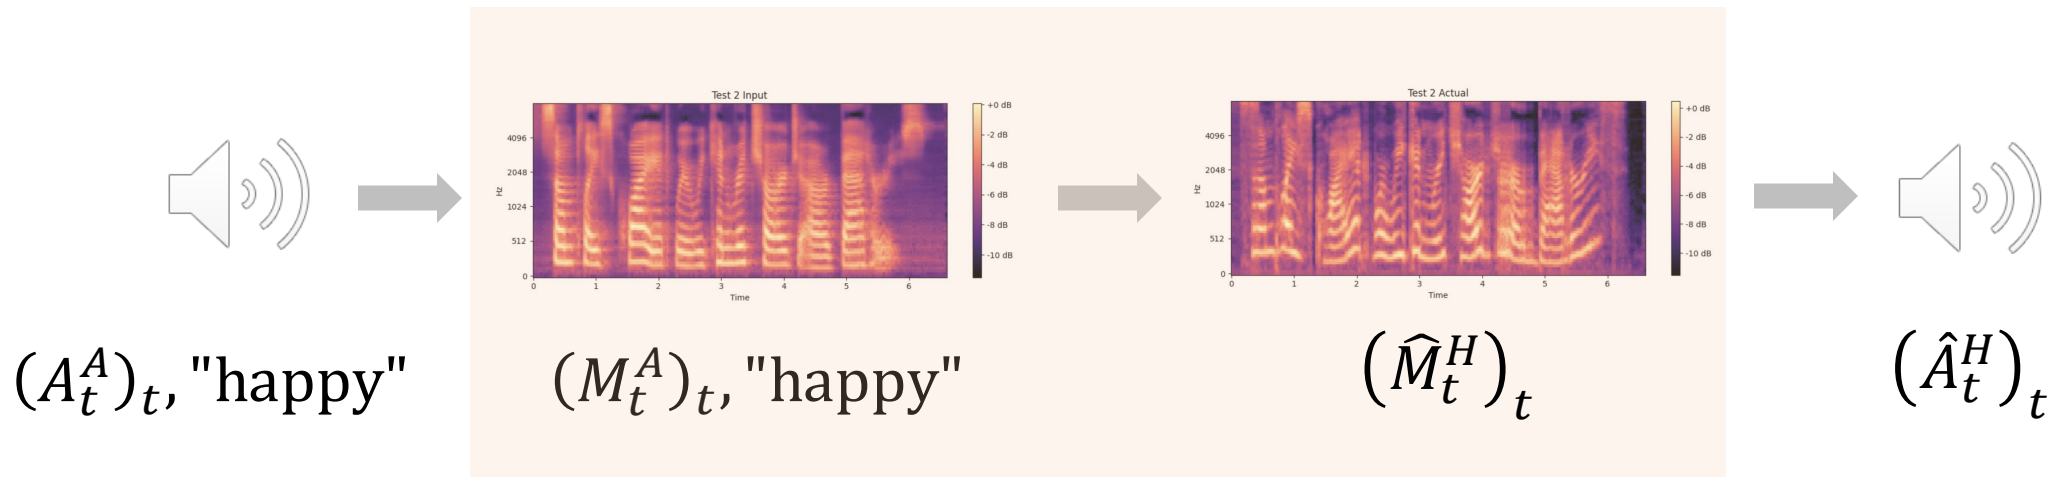 Test 2 Input
4096
2048
1024
512
0
Hz
0 1 2 3 4 5 6
Time
+0 dB
-2 dB
-4 dB
-6 dB
-8 dB
-10 dB
Test 2 Actual
4096
2048
1024
512
0
Hz
0 1 2 3 4 5 6
Time
+0 dB
-2 dB
-4 dB
-6 dB
-8 dB
-10 dB
(A_t^A)_t, "happy"
(M_t^A)_t, "happy"
(M̂_t^H)_t
(Â_t^H)_t